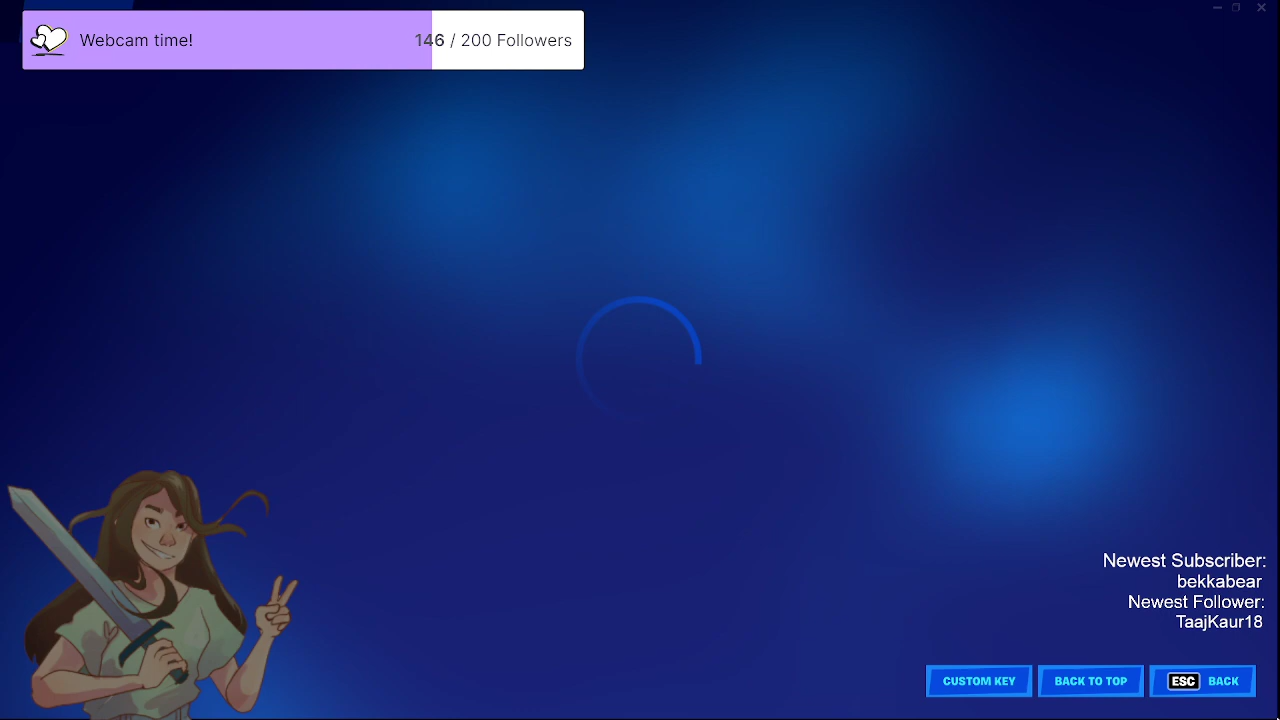 Webcam time!
146 / 200 Followers
Newest Subscriber:
bekkabear
Newest Follower:
TaajKaur18
CUSTOM KEY
BACK TO TOP
ESC BACK